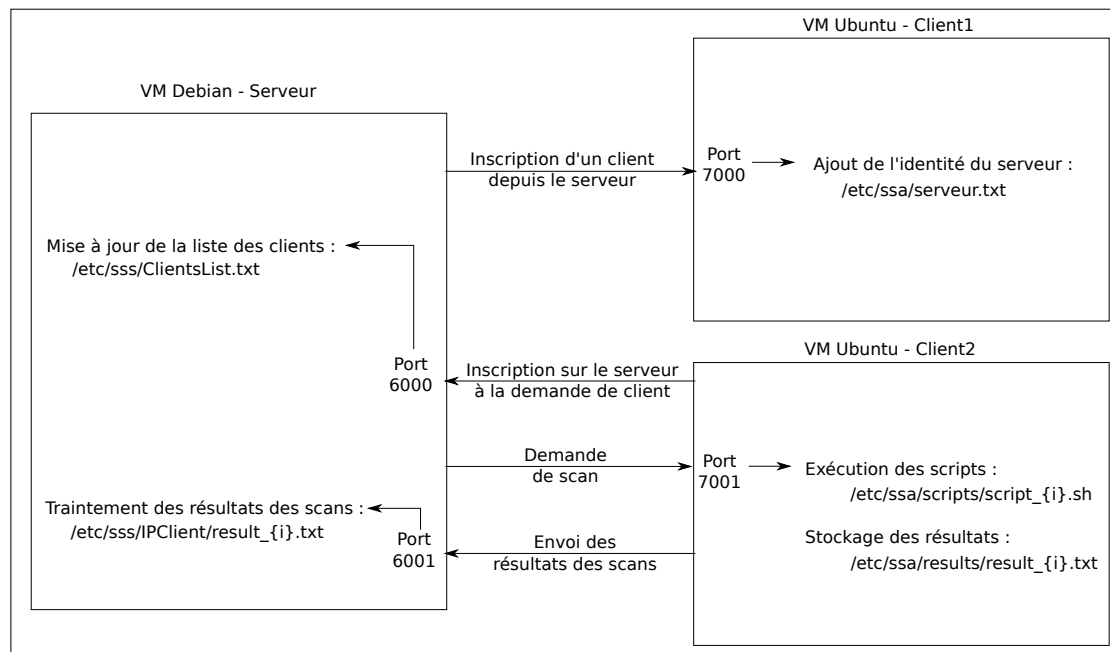 VM Ubuntu - Client1
VM Debian - Serveur
Inscription d'un client
depuis le serveur
Port
7000
Ajout de l'identité du serveur :
/etc/ssa/serveur.txt
Mise à jour de la liste des clients :
/etc/sss/ClientsList.txt
VM Ubuntu - Client2
Port
6000
Inscription sur le serveur
à la demande de client
Demande
de scan
Port
7001
Exécution des scripts :
/etc/ssa/scripts/script_{i}.sh
Traintement des résultats des scans :
/etc/sss/IPClient/result_{i}.txt
Port
6001
Envoi des
résultats des scans
Stockage des résultats :
/etc/ssa/results/result_{i}.txt